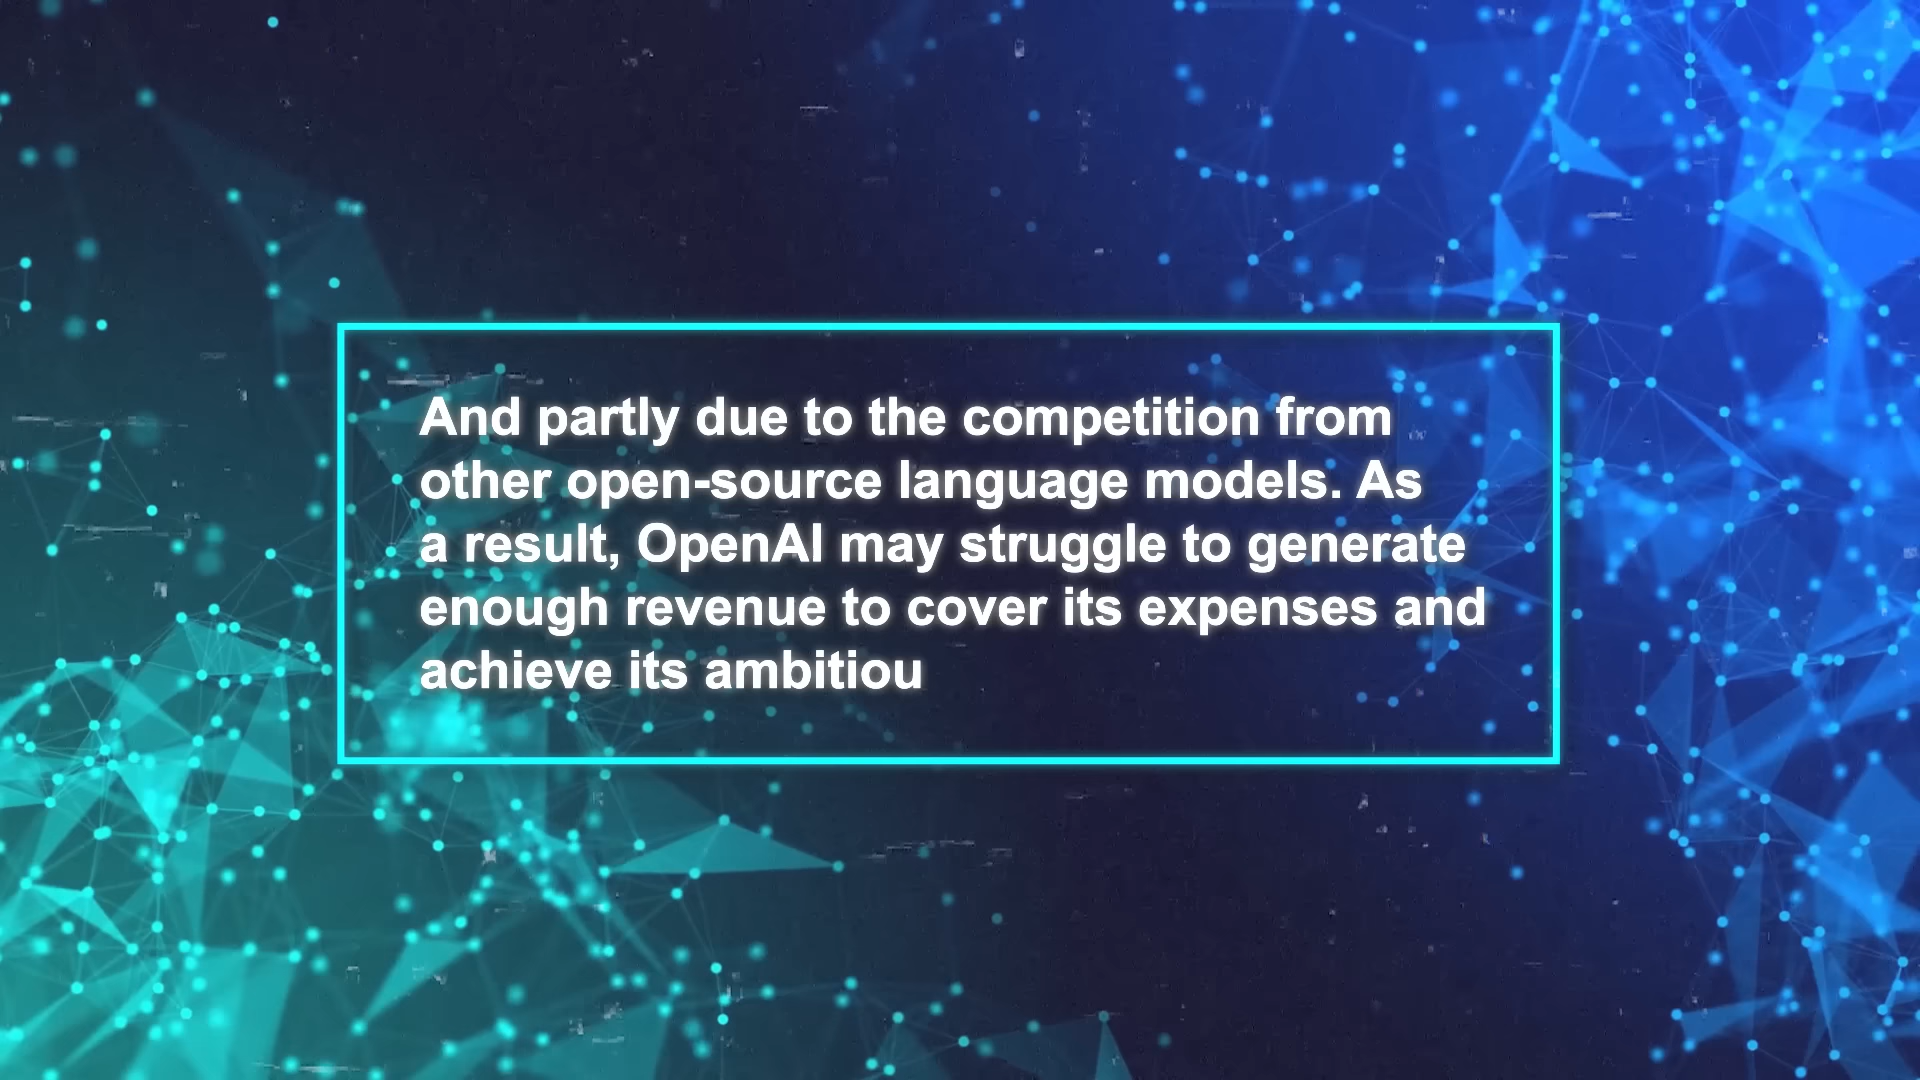 And partly due to the competition from
other open-source language models. As
a result, OpenAI may struggle to generate
enough revenue to cover its expenses and
achieve its ambitiou